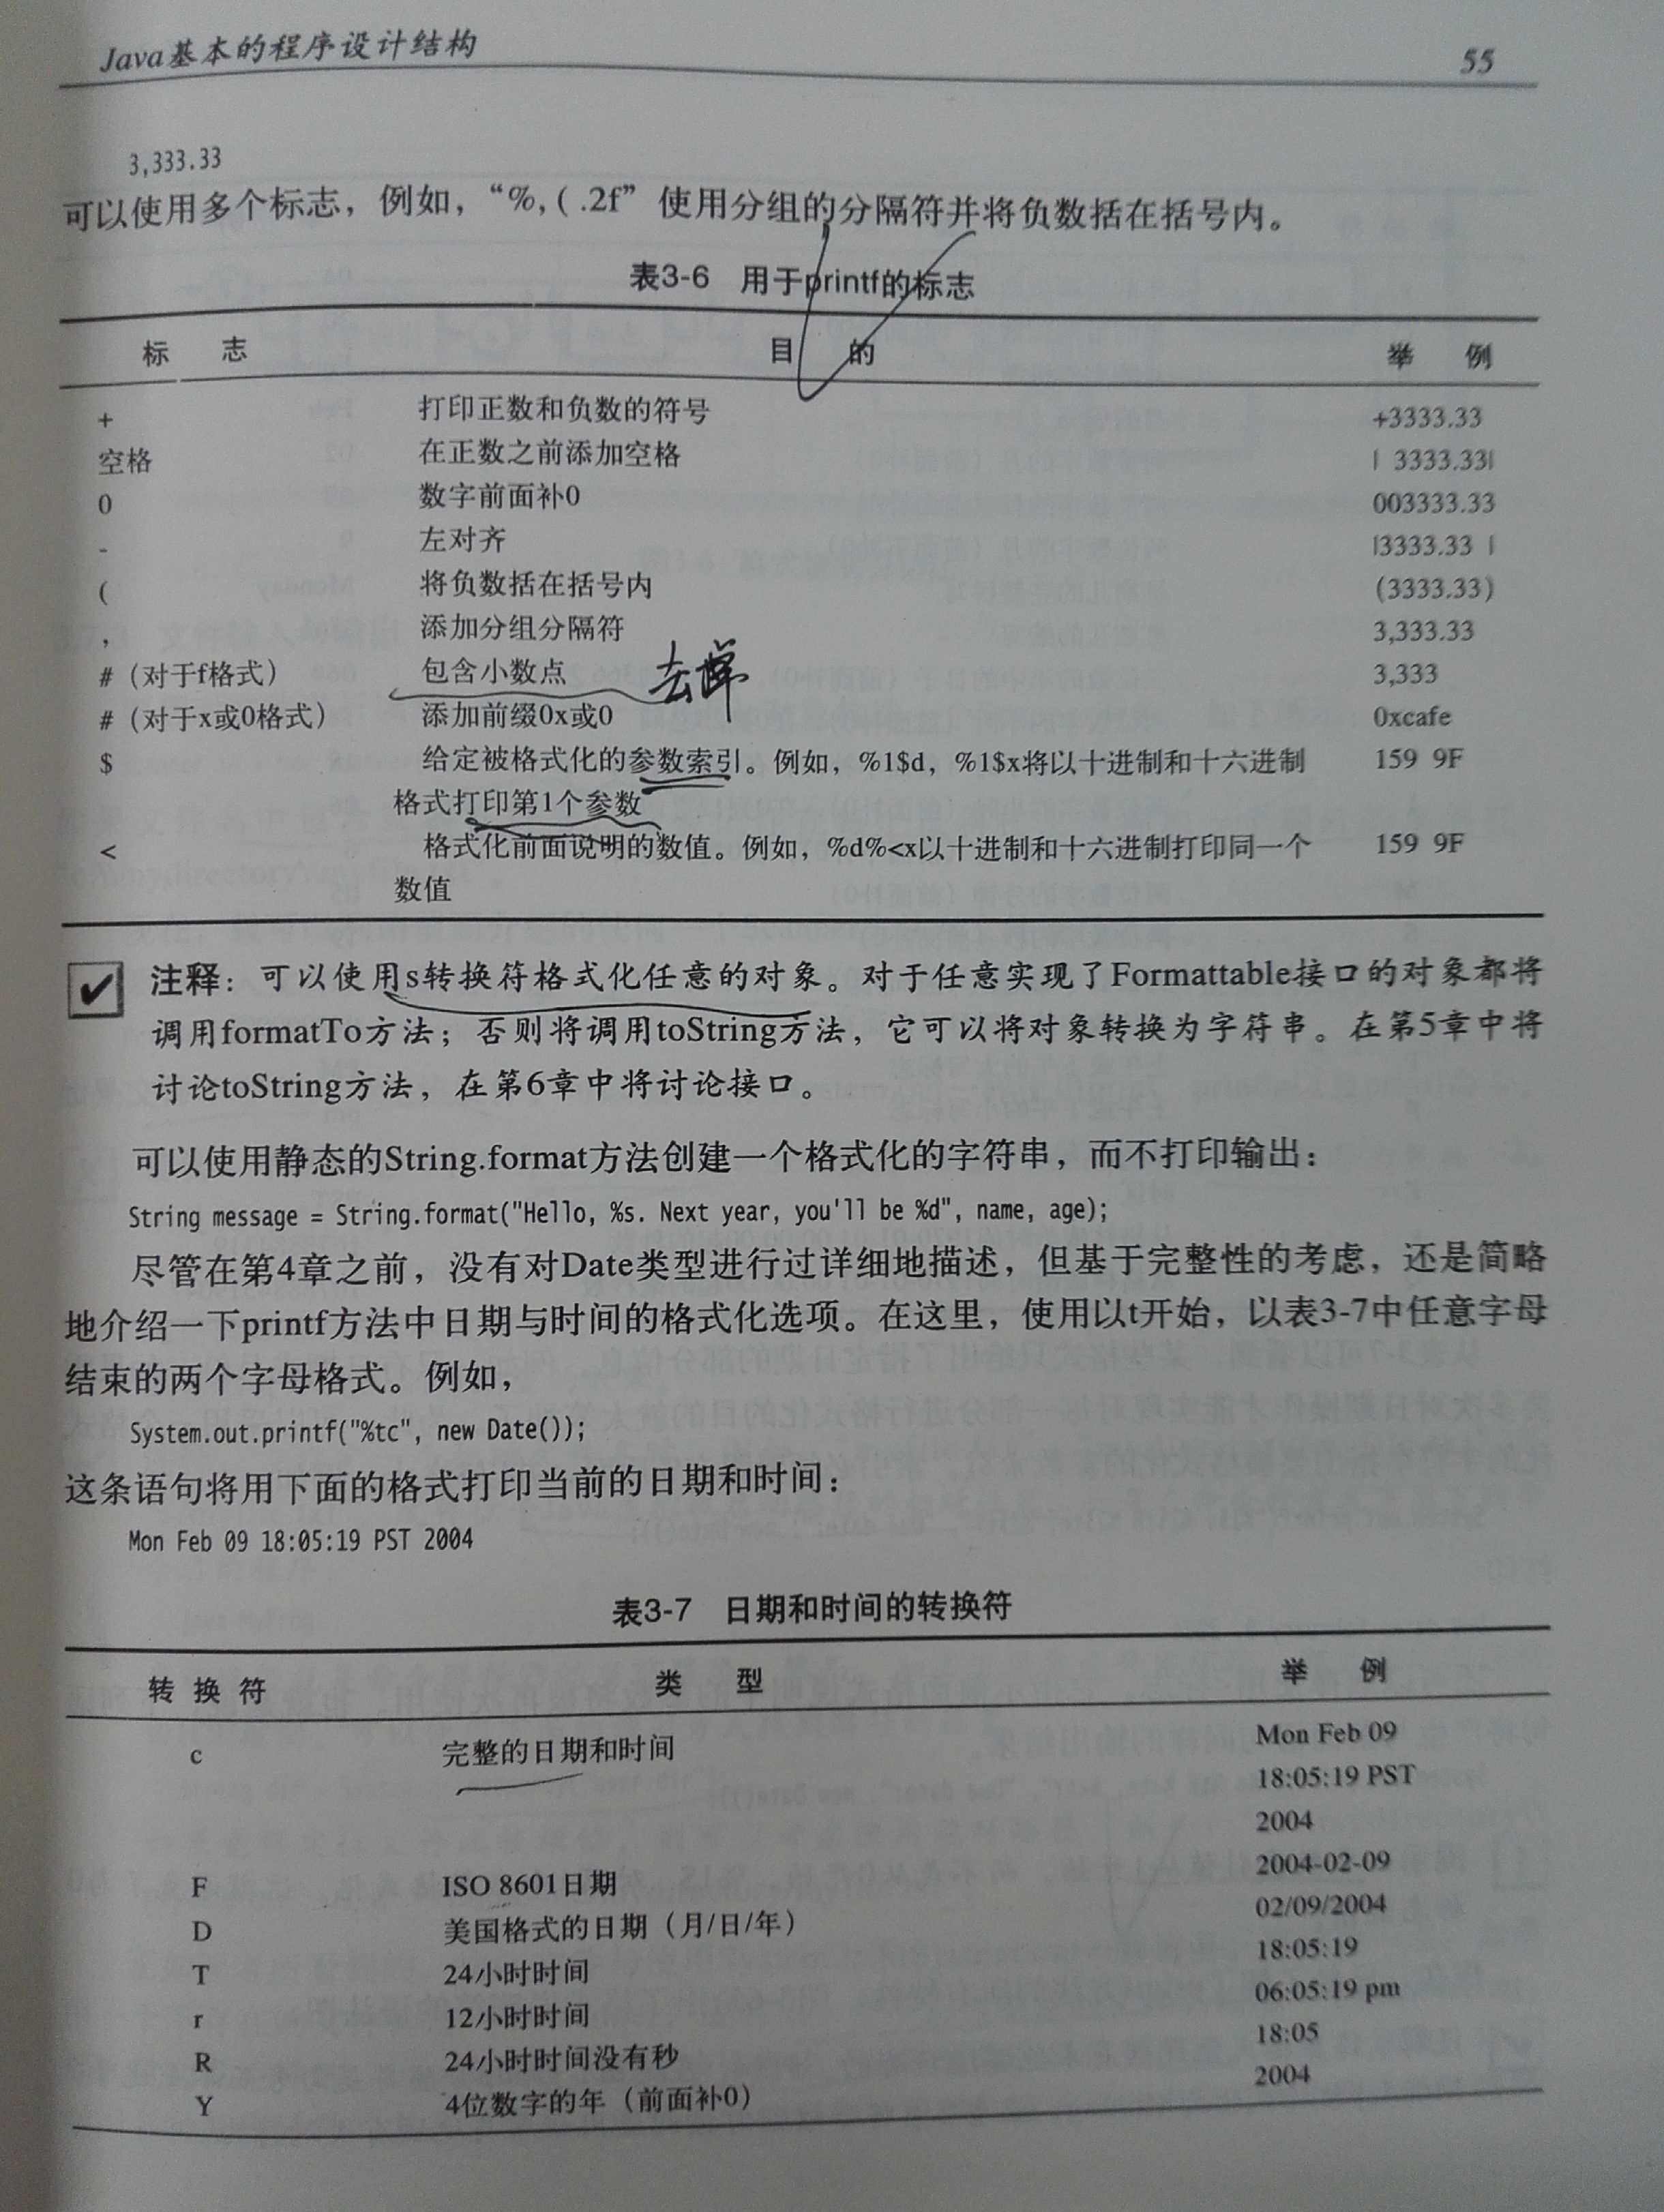 Java基本的程序设计结构 55
3,333.33
可以使用多个标志，例如，“%,( .2f” 使用分组的分隔符并将负数括在括号内。
表3-6 用于printf的标志
标 志 目 的 举 例
+ 打印正数和负数的符号 +3333.33
空格 在正数之前添加空格 | 3333.33|
0 数字前面补0 003333.33
- 左对齐 |3333.33 |
( 将负数括在括号内 (3333.33)
, 添加分组分隔符 3,333.33
# (对于f格式) 包含小数点 去掉 3,333
# (对于x或0格式) 添加前缀0x或0 0xcafe
$ 给定被格式化的参数索引。例如，%1$d，%1$x将以十进制和十六进制 159 9F
格式打印第1个参数
< 格式化前面说明的数值。例如，%d%<x以十进制和十六进制打印同一个 159 9F
数值
注释：可以使用s转换符格式化任意的对象。对于任意实现了Formattable接口的对象都将
调用formatTo方法；否则将调用toString方法，它可以将对象转换为字符串。在第5章中将
讨论toString方法，在第6章中将讨论接口。
可以使用静态的String.format方法创建一个格式化的字符串，而不打印输出：
String message = String.format("Hello, %s. Next year, you'll be %d", name, age);
尽管在第4章之前，没有对Date类型进行过详细地描述，但基于完整性的考虑，还是简略
地介绍一下printf方法中日期与时间的格式化选项。在这里，使用以t开始，以表3-7中任意字母
结束的两个字母格式。例如，
System.out.printf("%tc", new Date());
这条语句将用下面的格式打印当前的日期和时间：
Mon Feb 09 18:05:19 PST 2004
表3-7 日期和时间的转换符
转 换 符 类 型 举 例
c 完整的日期和时间 Mon Feb 09
18:05:19 PST
2004
F ISO 8601日期 2004-02-09
D 美国格式的日期（月/日/年） 02/09/2004
T 24小时时间 18:05:19
r 12小时时间 06:05:19 pm
R 24小时时间没有秒 18:05
Y 4位数字的年（前面补0） 2004